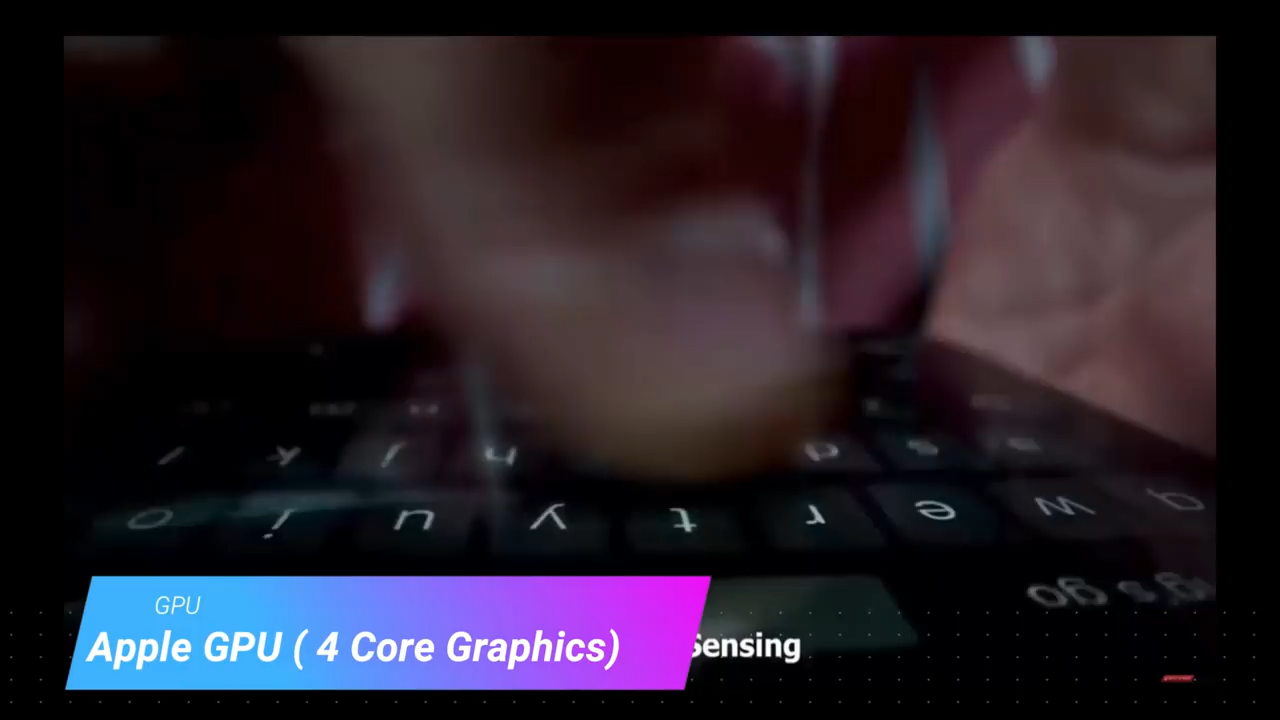 l k j h d s a
o i u y t r e w q
GPU
Apple GPU ( 4 Core Graphics)
Sensing